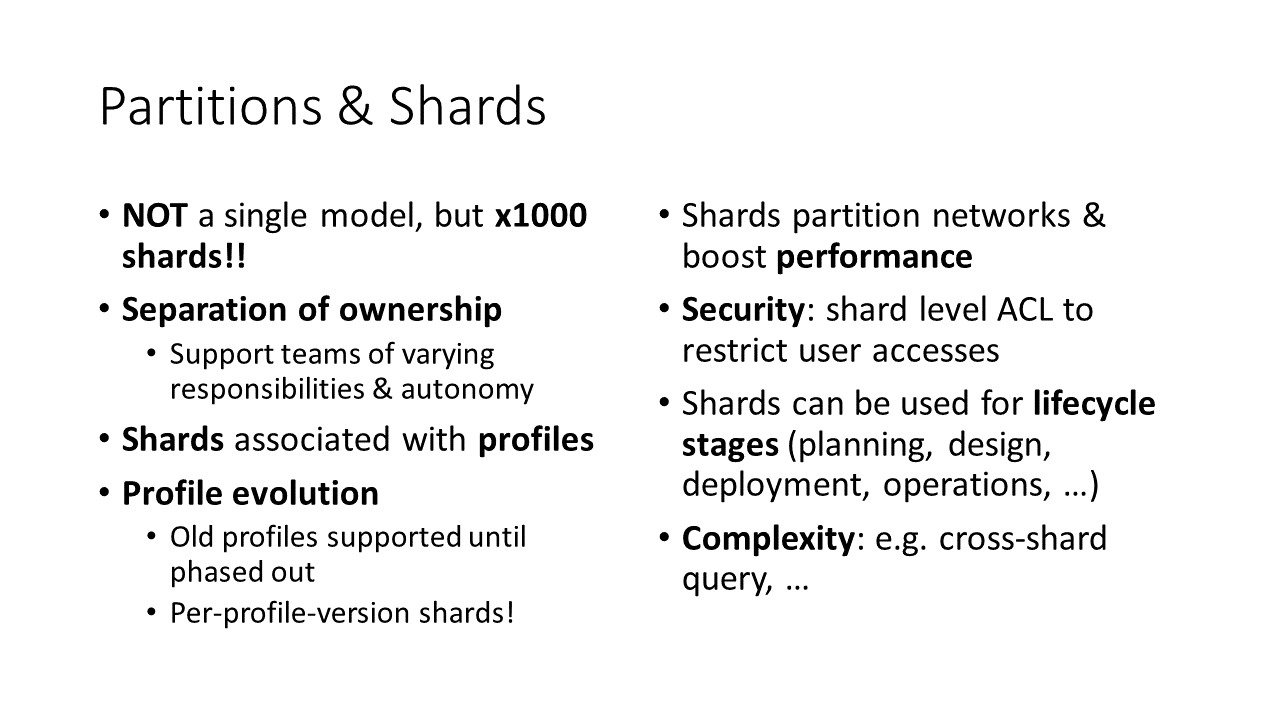 Partitions & Shards
• NOT a single model, but x1000
shards!!
• Separation of ownership
• Support teams of varying
responsibilities & autonomy
• Shards associated with profiles
• Profile evolution
• Old profiles supported until
phased out
• Per-profile-version shards!
• Shards partition networks &
boost performance
• Security: shard level ACL to
restrict user accesses
• Shards can be used for lifecycle
stages (planning, design,
deployment, operations, …)
• Complexity: e.g. cross-shard
query, …